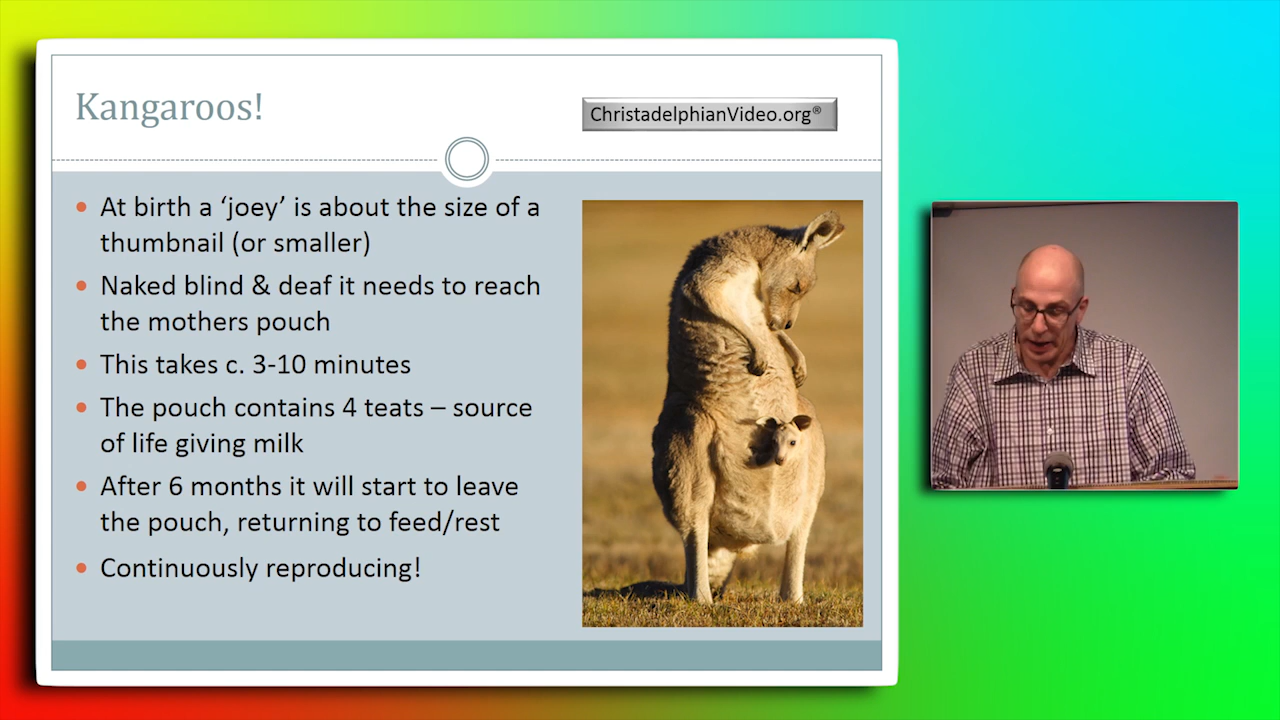 Kangaroos!
ChristadelphianVideo.org®
At birth a ‘joey’ is about the size of a
thumbnail (or smaller)
Naked blind & deaf it needs to reach
the mothers pouch
This takes c. 3-10 minutes
The pouch contains 4 teats – source
of life giving milk
After 6 months it will start to leave
the pouch, returning to feed/rest
Continuously reproducing!